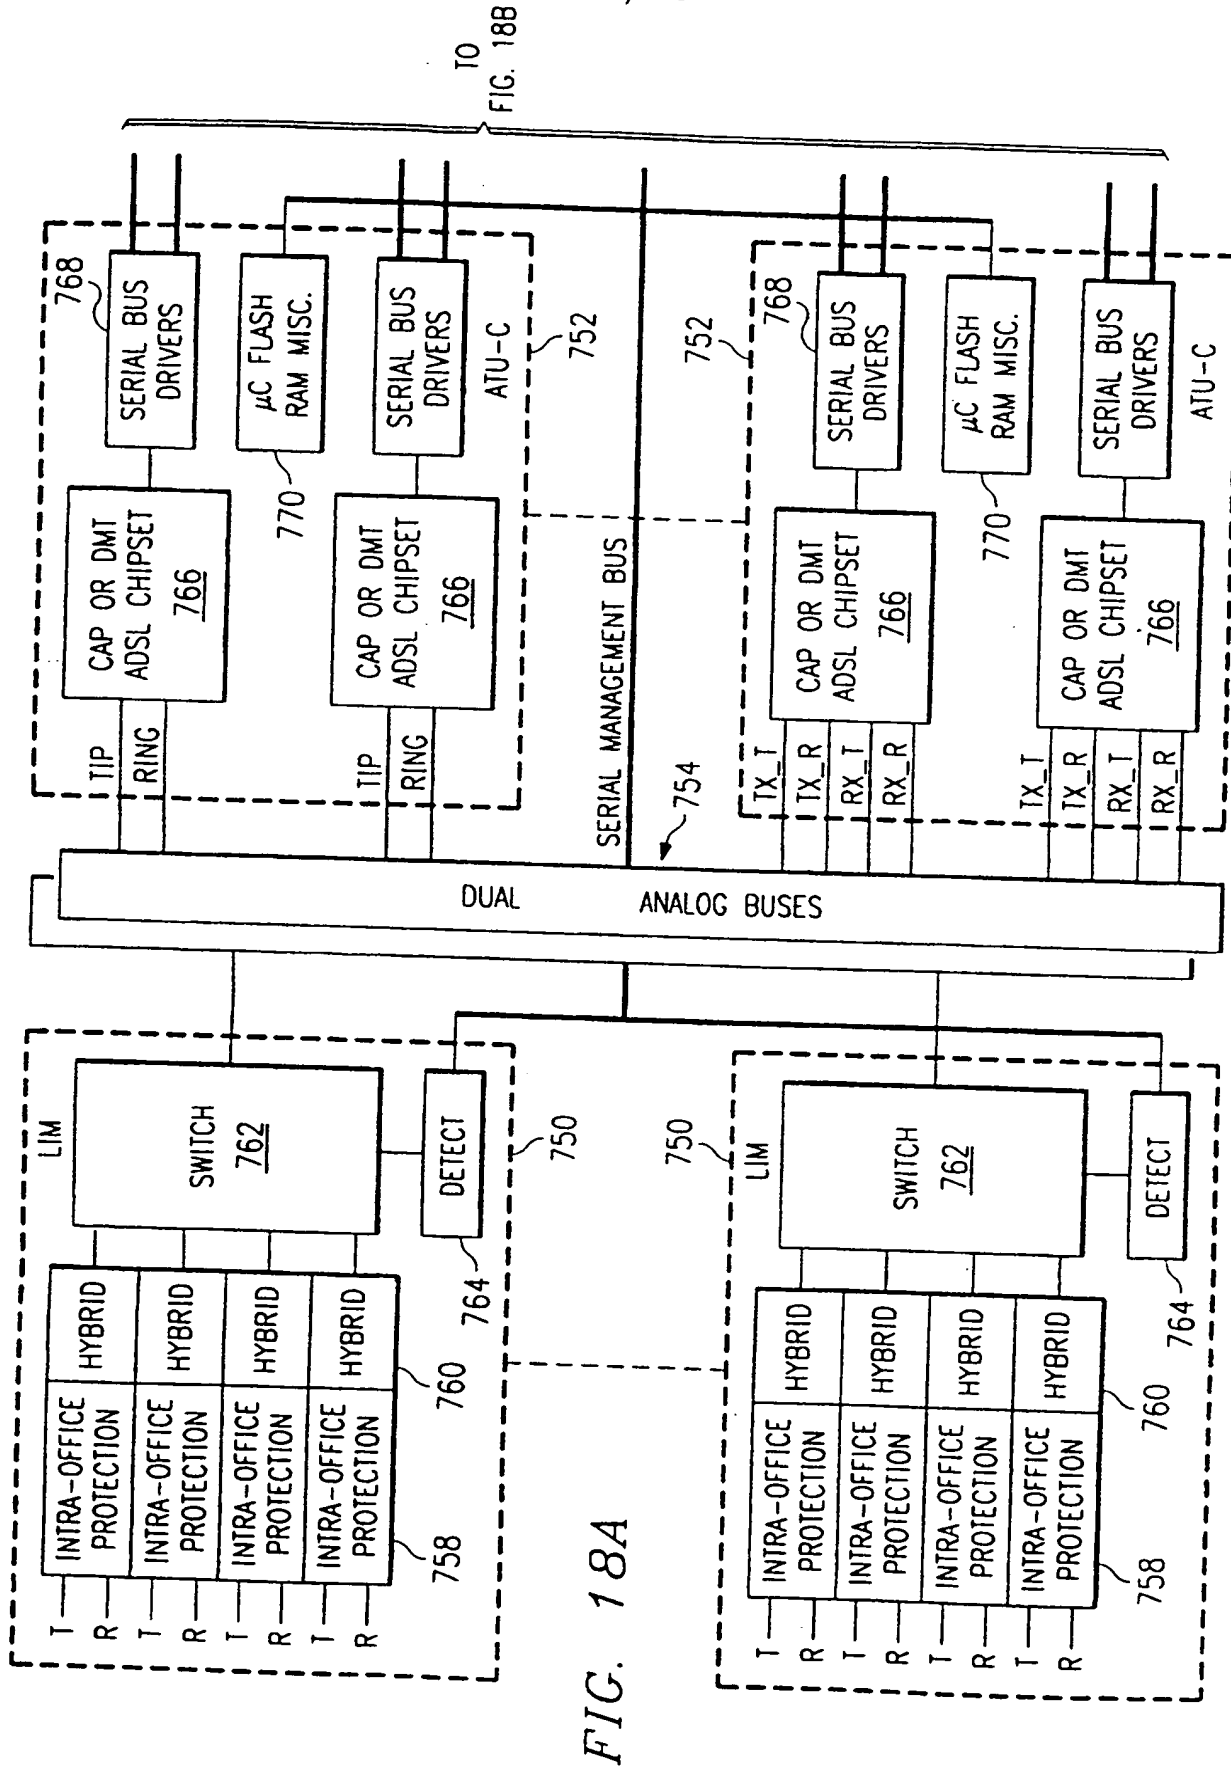 TO
FIG. 18B
768
SERIAL BUS
DRIVERS
μC FLASH
RAM MISC.
770
SERIAL BUS
DRIVERS
ATU-C
752
CAP OR DMT
ADSL CHIPSET
766
CAP OR DMT
ADSL CHIPSET
766
TIP
RING
TIP
RING
SERIAL MANAGEMENT BUS
754
752
768
SERIAL BUS
DRIVERS
μC FLASH
RAM MISC.
770
SERIAL BUS
DRIVERS
ATU-C
CAP OR DMT
ADSL CHIPSET
766
CAP OR DMT
ADSL CHIPSET
766
TX_T
TX_R
RX_T
RX_R
TX_T
TX_R
RX_T
RX_R
DUAL ANALOG BUSES
LIM
SWITCH
762
DETECT
764
750
HYBRID
HYBRID
HYBRID
HYBRID
760
INTRA-OFFICE
PROTECTION
INTRA-OFFICE
PROTECTION
INTRA-OFFICE
PROTECTION
INTRA-OFFICE
PROTECTION
758
T
R
T
R
T
R
T
R
750
LIM
SWITCH
762
DETECT
764
HYBRID
HYBRID
HYBRID
HYBRID
760
INTRA-OFFICE
PROTECTION
INTRA-OFFICE
PROTECTION
INTRA-OFFICE
PROTECTION
INTRA-OFFICE
PROTECTION
758
T
R
T
R
T
R
T
R
FIG. 18A